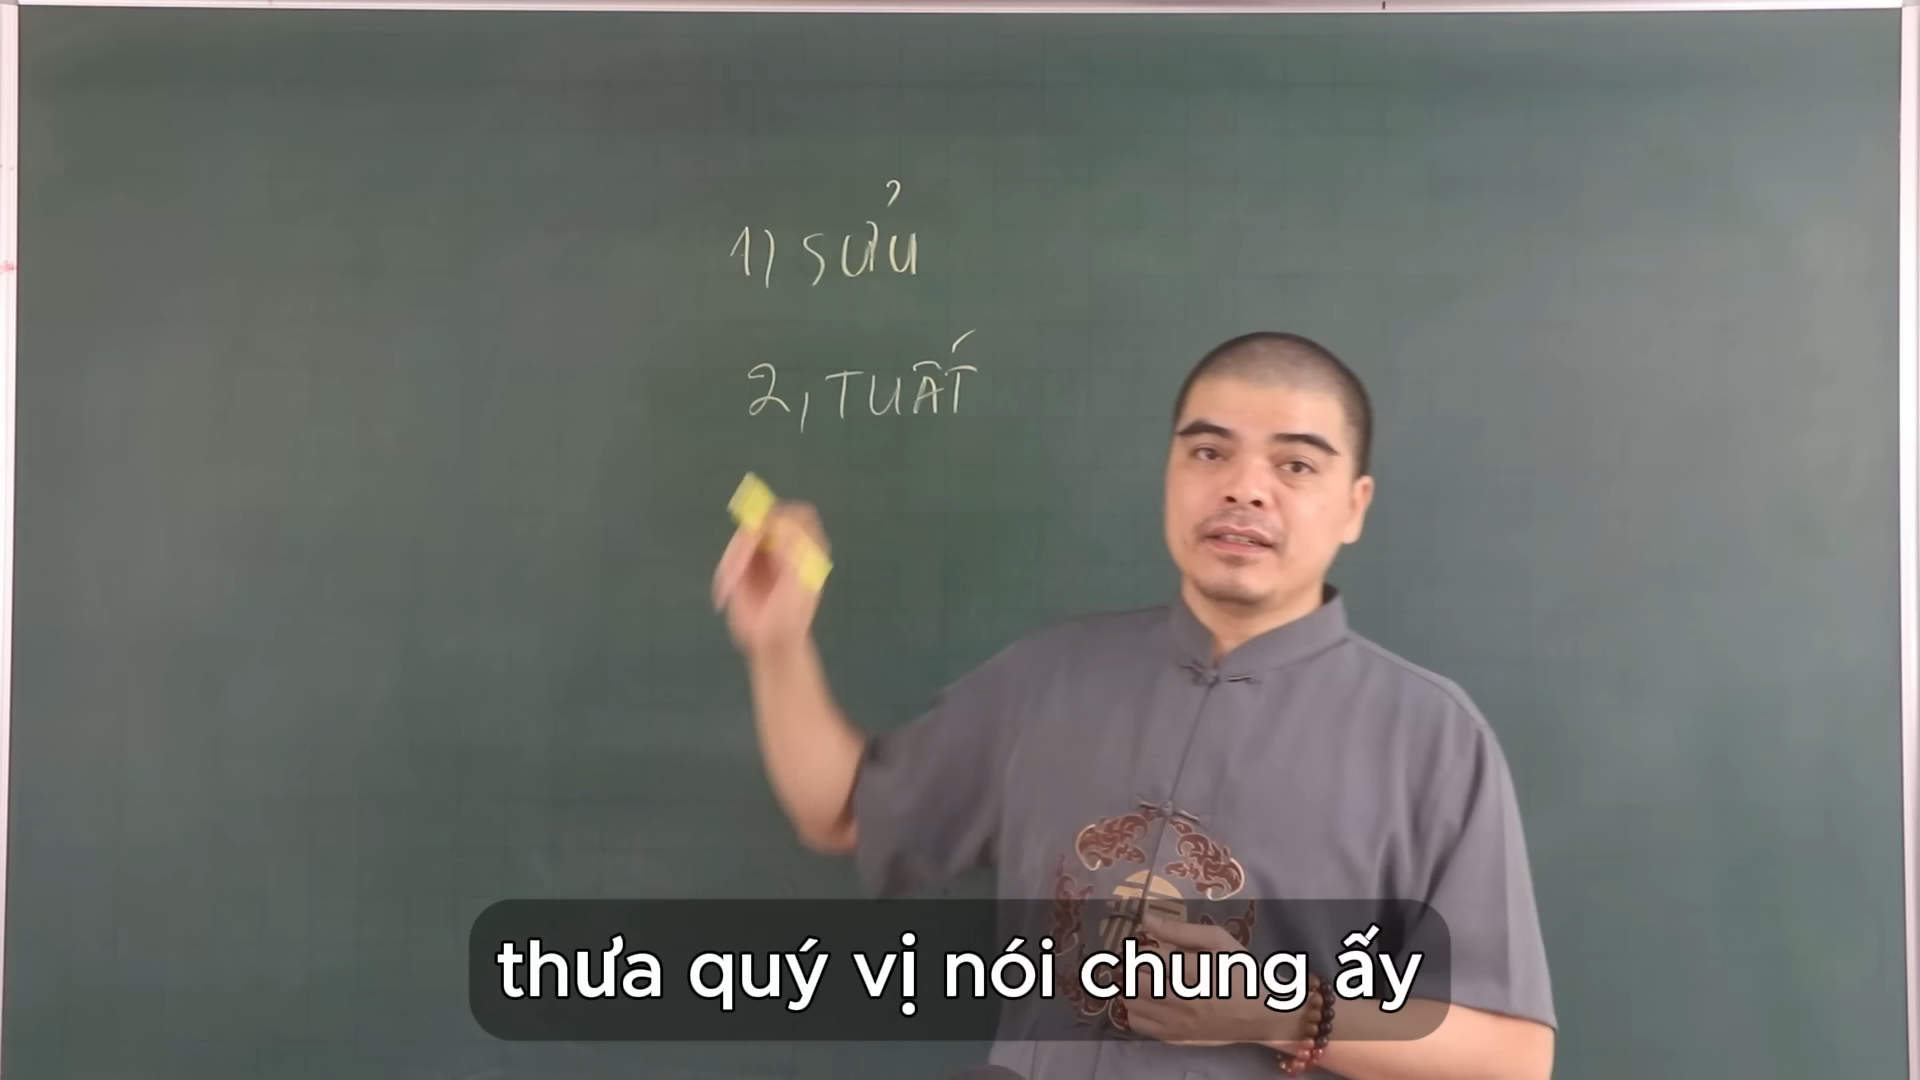 1) SỬU
2, TUẤT
thưa quý vị nói chung ấy